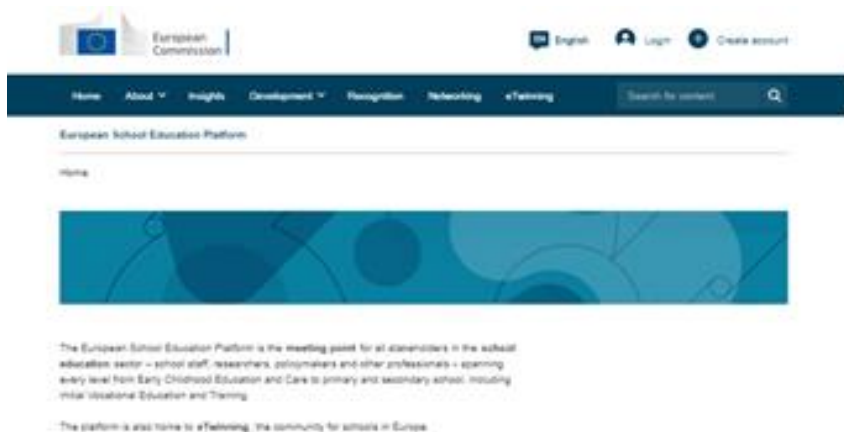 European
Commission
EN English Login Create account
Home About Insights Development Recognition Networking eTwinning Search for content
European School Education Platform
Home
The European School Education Platform is the meeting point for all stakeholders in the school
education sector – school staff, researchers, policymakers and other professionals – spanning
every level from Early Childhood Education and Care to primary and secondary school, including
Initial Vocational Education and Training.
The platform is also home to eTwinning, the community for schools in Europe.